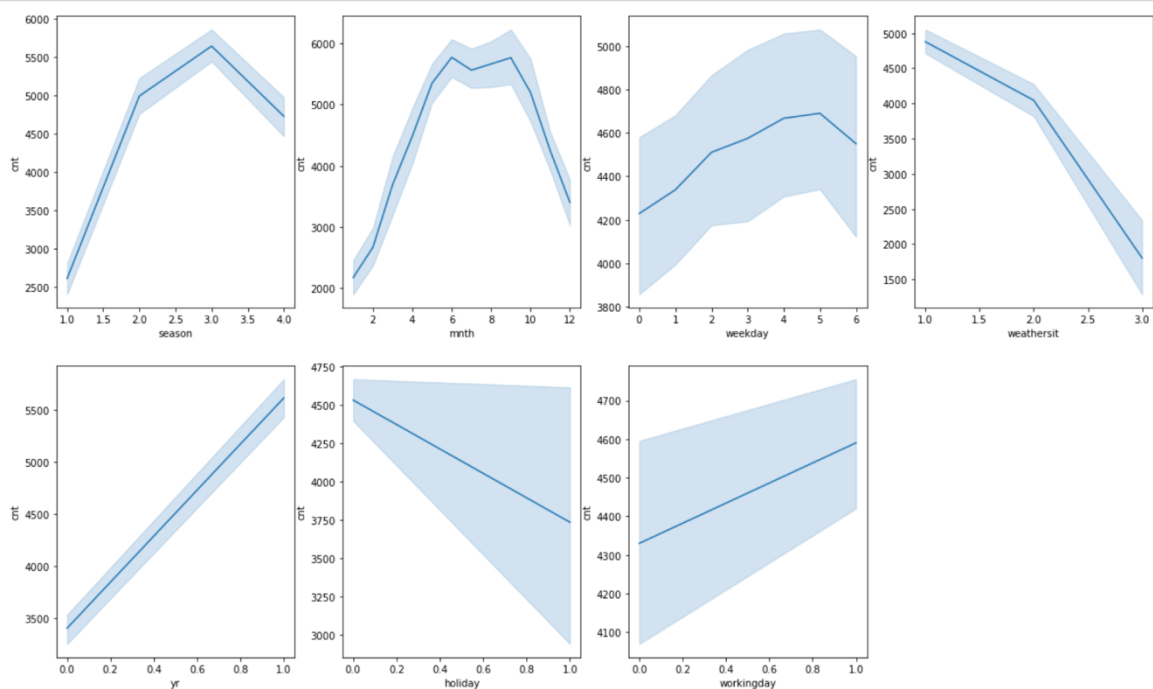 6000
5500
5000
4500
4000
3500
3000
2500
cnt
1.0 1.5 2.0 2.5 3.0 3.5 4.0
season
6000
5000
4000
3000
2000
cnt
2 4 6 8 10 12
mnth
5000
4800
4600
4400
4200
4000
3800
cnt
0 1 2 3 4 5 6
weekday
5000
4500
4000
3500
3000
2500
2000
1500
cnt
1.0 1.5 2.0 2.5 3.0
weathersit
5500
5000
4500
4000
3500
cnt
0.0 0.2 0.4 0.6 0.8 1.0
yr
4750
4500
4250
4000
3750
3500
3250
3000
cnt
0.0 0.2 0.4 0.6 0.8 1.0
holiday
4700
4600
4500
4400
4300
4200
4100
cnt
0.0 0.2 0.4 0.6 0.8 1.0
workingday